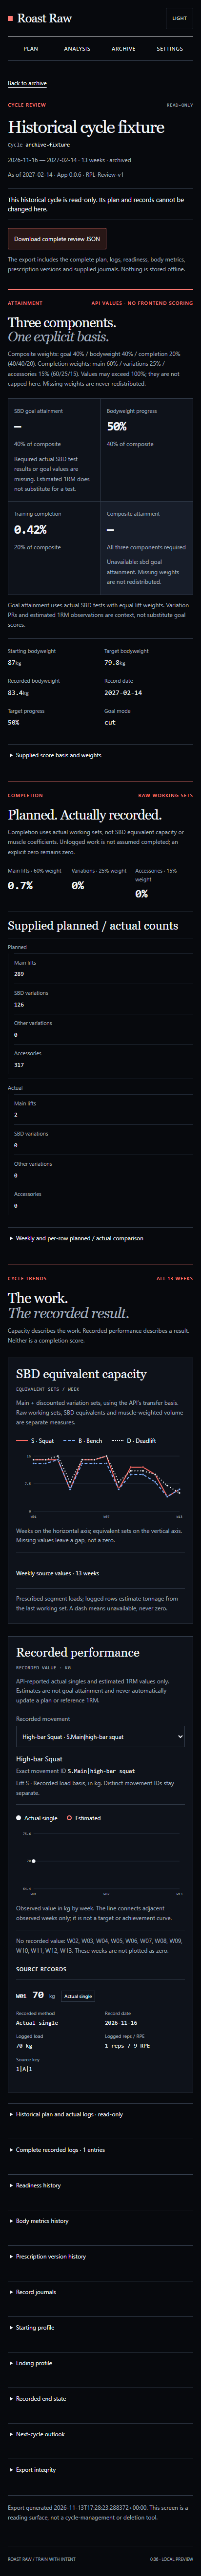 Roast Raw
LIGHT
PLAN ANALYSIS ARCHIVE SETTINGS
Back to archive
CYCLE REVIEW READ-ONLY
Historical cycle fixture
Cycle archive-fixture
2026-11-16 — 2027-02-14 · 13 weeks · archived
As of 2027-02-14 · App 0.0.6 · RPL-Review-v1
This historical cycle is read-only. Its plan and records cannot be
changed here.
Download complete review JSON
The export includes the complete plan, logs, readiness, body metrics,
prescription versions and supplied journals. Nothing is stored offline.
ATTAINMENT API VALUES · NO FRONTEND SCORING
Three components.
One explicit basis.
Composite weights: goal 40% / bodyweight 40% / completion 20%
(40/40/20). Completion weights: main 60% / variations 25% /
accessories 15% (60/25/15). Values may exceed 100%; they are not
capped here. Missing weights are never redistributed.
SBD goal attainment
—
40% of composite
Required actual SBD test
results or goal values are
missing. Estimated 1RM does
not substitute for a test.
Bodyweight progress
50%
40% of composite
Training completion
0.42%
20% of composite
Composite attainment
—
All three components required
Unavailable: sbd goal
attainment. Missing weights
are not redistributed.
Goal attainment uses actual SBD tests with equal lift weights. Variation
PRs and estimated 1RM observations are context, not substitute goal
scores.
Starting bodyweight
87kg
Target bodyweight
79.8kg
Recorded bodyweight
83.4kg
Record date
2027-02-14
Target progress
50%
Goal mode
cut
Supplied score basis and weights
COMPLETION RAW WORKING SETS
Planned. Actually recorded.
Completion uses actual working sets, not SBD equivalent capacity or
muscle coefficients. Unlogged work is not assumed completed; an
explicit zero remains zero.
Main lifts · 60% weight
0.7%
Variations · 25% weight
0%
Accessories · 15%
weight
0%
Supplied planned / actual counts
Planned
Main lifts
289
SBD variations
126
Other variations
0
Accessories
317
Actual
Main lifts
2
SBD variations
0
Other variations
0
Accessories
0
Weekly and per-row planned / actual comparison
CYCLE TRENDS ALL 13 WEEKS
The work.
The recorded result.
Capacity describes the work. Recorded performance describes a result.
Neither is a completion score.
SBD equivalent capacity
EQUIVALENT SETS / WEEK
Main + discounted variation sets, using the API's transfer basis.
Raw working sets, SBD equivalents and muscle-weighted volume
are separate measures.
S · Squat B · Bench D · Deadlift
15
7.5
0
W01 W07 W13
Weeks on the horizontal axis; equivalent sets on the vertical axis.
Missing values leave a gap, not a zero.
Weekly source values · 13 weeks
Prescribed segment loads; logged rows estimate tonnage from
the last working set. A dash means unavailable, never zero.
Recorded performance
RECORDED VALUE · KG
API-reported actual singles and estimated 1RM values only.
Estimates are not goal attainment and never automatically
update a plan or reference 1RM.
Recorded movement
High-bar Squat · S.Main|high-bar squat
High-bar Squat
Exact movement ID S.Main|high-bar squat
Lift S · Recorded load basis, in kg. Distinct movement IDs stay
separate.
Actual single Estimated
W01 W07 W13
Observed value in kg by week. The line connects adjacent
observed weeks only; it is not a target or achievement curve.
No recorded value: W02, W03, W04, W05, W06, W07, W08, W09,
W10, W11, W12, W13. These weeks are not plotted as zero.
SOURCE RECORDS
W01 70 kg Actual single
Recorded method
Actual single
Record date
2026-11-16
Logged load
70 kg
Logged reps / RPE
1 reps / 9 RPE
Source key
1|A|1
Historical plan and actual logs · read-only
Complete recorded logs · 1 entries
Readiness history
Body metrics history
Prescription version history
Record journals
Starting profile
Ending profile
Recorded end state
Next-cycle outlook
Export integrity
Export generated 2026-11-13T17:28:23.288372+00:00. This screen is a
reading surface, not a cycle-management or deletion tool.
ROAST RAW / TRAIN WITH INTENT 0.06 · LOCAL PREVIEW